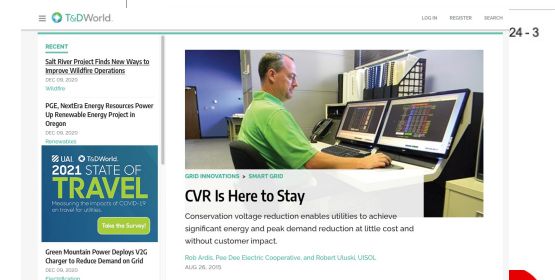 T&DWorld.
LOG IN REGISTER SEARCH
24 - 3
RECENT
Salt River Project Finds New Ways to
Improve Wildfire Operations
DEC 09, 2020
Wildfire
PGE, NextEra Energy Resources Power
Up Renewable Energy Project in
Oregon
DEC 09, 2020
Renewables
UAI. T&DWorld.
2021 STATE OF
TRAVEL
Measuring the impacts of COVID-19
on travel for utilities.
Take the Survey!
Green Mountain Power Deploys V2G
Charger to Reduce Demand on Grid
DEC 09, 2020
Electrification
GRID INNOVATIONS > SMART GRID
CVR Is Here to Stay
Conservation voltage reduction enables utilities to achieve
significant energy and peak demand reduction at little cost and
without customer impact.
Rob Ardis, Pee Dee Electric Cooperative, and Robert Uluski, UISOL
AUG 26, 2015